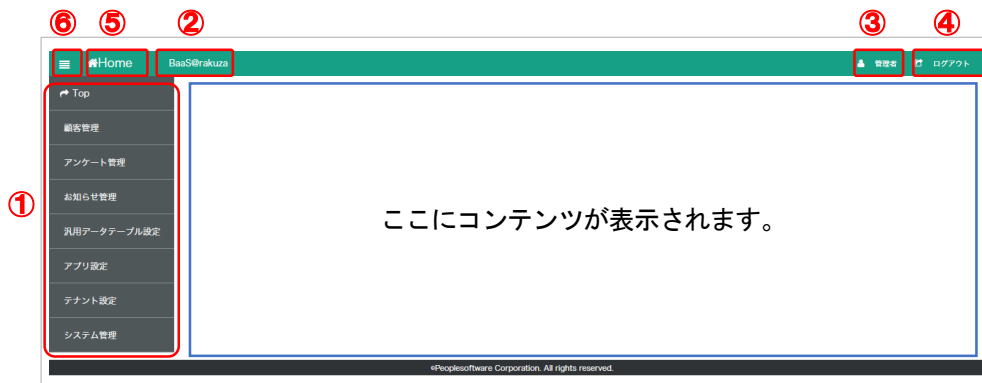 ⑥ ⑤ ② ③ ④
Home BaaS@rakuza 管理者 ログアウト
Top
顧客管理
アンケート管理
①
お知らせ管理
ここにコンテンツが表示されます。
汎用データテーブル設定
アプリ設定
テナント設定
システム管理
©Peoplesoftware Corporation. All rights reserved.